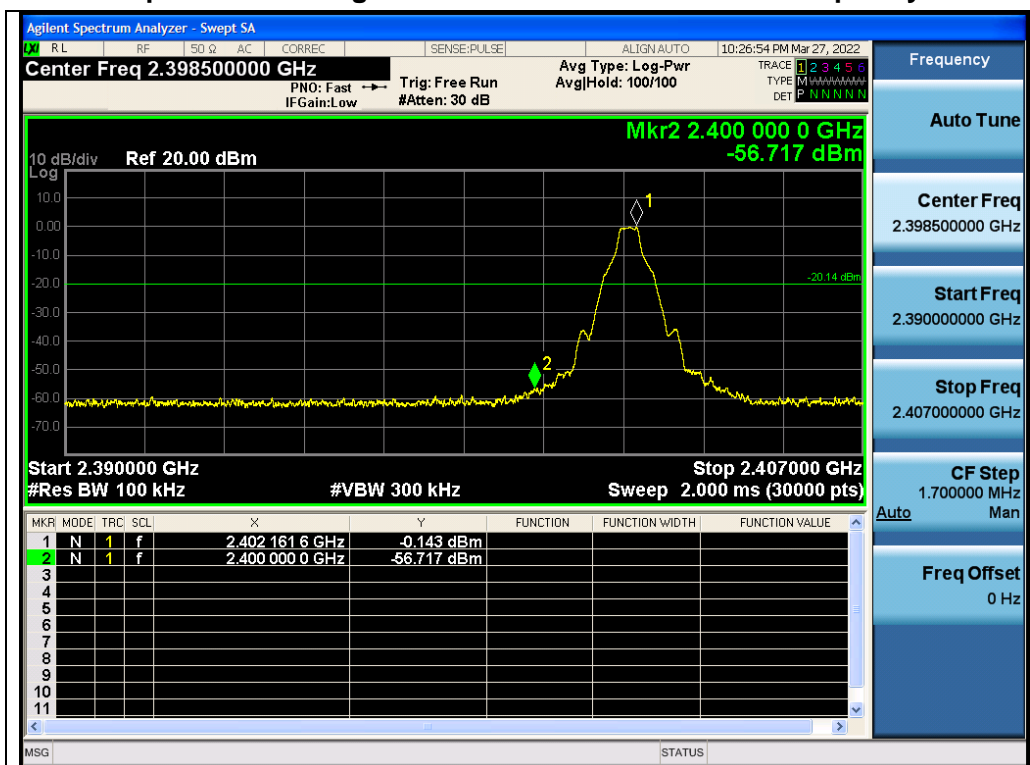 Agilent Spectrum Analyzer - Swept SA
LXI RL RF 50 Ω AC CORREC SENSE:PULSE ALIGN AUTO 10:26:54 PM Mar 27, 2022
Center Freq 2.398500000 GHz
PNO: Fast
IFGain:Low
Trig: Free Run
#Atten: 30 dB
Avg Type: Log-Pwr
Avg|Hold: 100/100
TRACE 1 2 3 4 5 6
TYPE M WWWWW
DET P N N N N N
Mkr2 2.400 000 0 GHz
-56.717 dBm
10 dB/div Ref 20.00 dBm
Log
10.0
0.00
-10.0
-20.0
-30.0
-40.0
-50.0
-60.0
-70.0
1
-20.14 dBm
2
Start 2.390000 GHz Stop 2.407000 GHz
#Res BW 100 kHz #VBW 300 kHz Sweep 2.000 ms (30000 pts)
MKR MODE TRC SCL X Y FUNCTION FUNCTION WIDTH FUNCTION VALUE
1 N 1 f 2.402 161 6 GHz -0.143 dBm
2 N 1 f 2.400 000 0 GHz -56.717 dBm
3
4
5
6
7
8
9
10
11
MSG STATUS
Frequency
Auto Tune
Center Freq
2.398500000 GHz
Start Freq
2.390000000 GHz
Stop Freq
2.407000000 GHz
CF Step
1.700000 MHz
Auto Man
Freq Offset
0 Hz